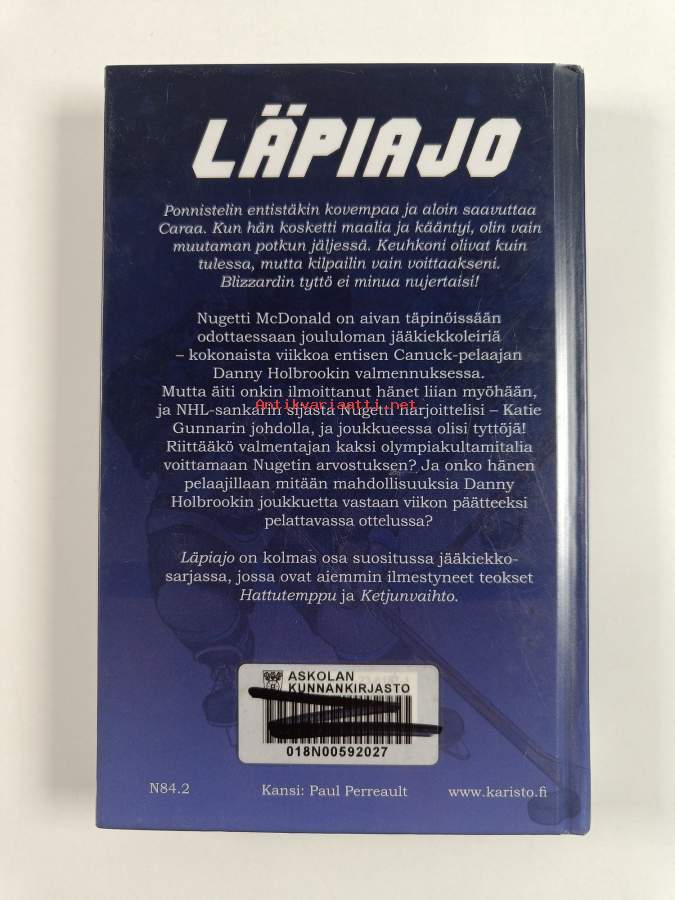 LÄPIAJO
Ponnistelin entistäkin kovempaa ja aloin saavuttaa
Caraa. Kun hän kosketti maalia ja kääntyi, olin vain
muutaman potkun jäljessä. Keuhkoni olivat kuin
tulessa, mutta kilpailin vain voittaakseni.
Blizzardin tyttö ei minua nujertaisi!
Nugetti McDonald on aivan täpinöissään
odottaessaan joululoman jääkiekkoleiriä
– kokonaista viikkoa entisen Canuck-pelaajan
Danny Holbrookin valmennuksessa.
Mutta äiti onkin ilmoittanut hänet liian myöhään,
Antikvariaatti.net
ja NHL-sankarin sijasta Nugetti harjoittelisi – Katie
Gunnarin johdolla, ja joukkueessa olisi tyttöjä!
Riittääkö valmentajan kaksi olympiakultamitalia
voittamaan Nugetin arvostuksen? Ja onko hänen
pelaajillaan mitään mahdollisuuksia Danny
Holbrookin joukkuetta vastaan viikon päätteeksi
pelattavassa ottelussa?
Läpiajo on kolmas osa suositussa jääkiekko-
sarjassa, jossa ovat aiemmin ilmestyneet teokset
Hattutemppu ja Ketjunvaihto.
ASKOLAN
KUNNANKIRJASTO
018N00592027
N84.2 Kansi: Paul Perreault www.karisto.fi